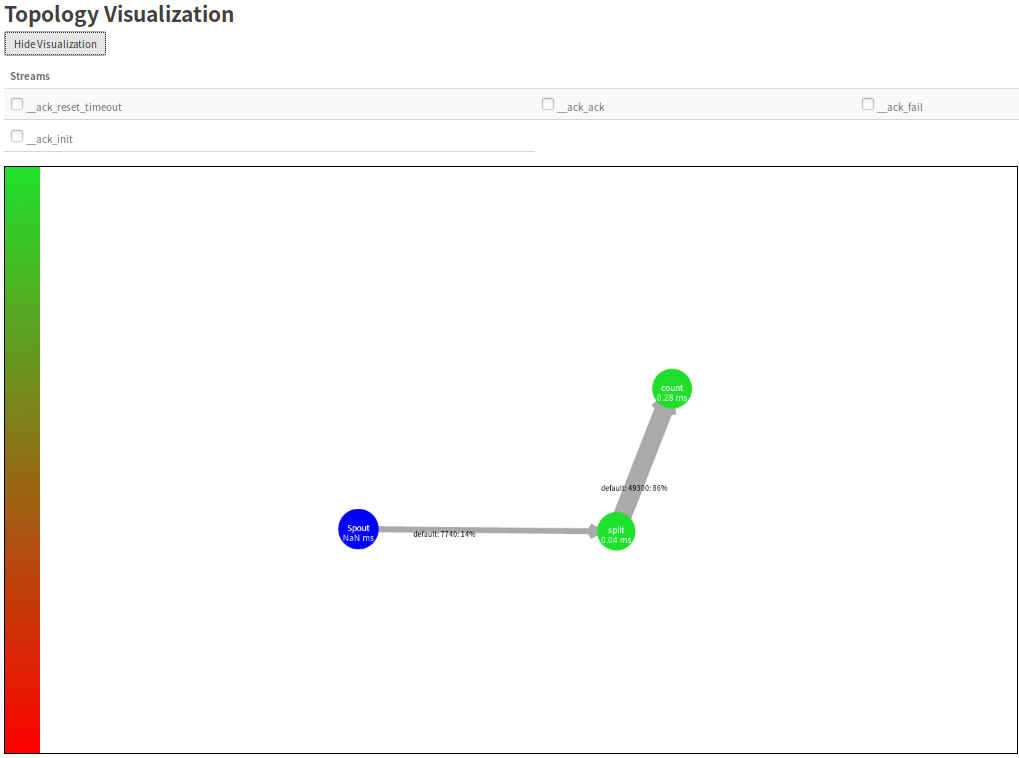 Topology Visualization
Hide Visualization
Streams
__ack_reset_timeout
__ack_ack
__ack_fail
__ack_init
count
0.28 ms
default: 49300: 86%
Spout
NaN ms
default: 7740: 14%
split
0.04 ms